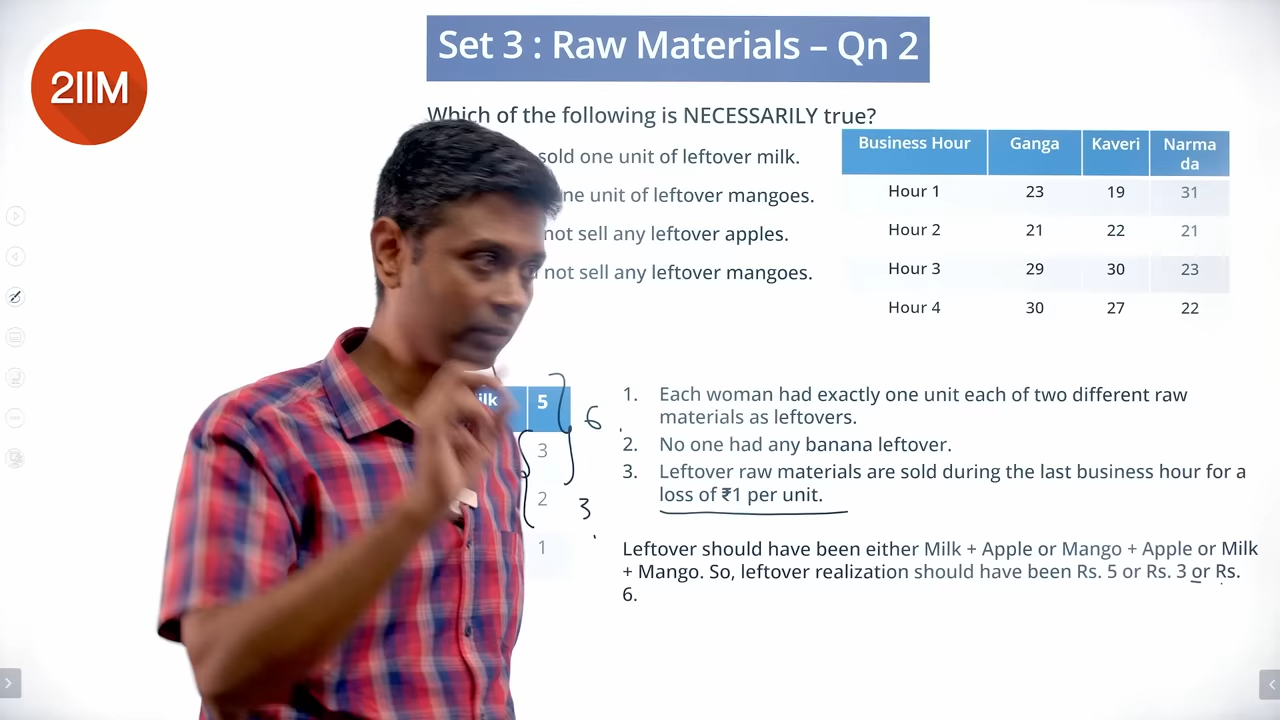 2IIM
Set 3 : Raw Materials – Qn 2
Which of the following is NECESSARILY true?
sold one unit of leftover milk.
unit of leftover mangoes.
not sell any leftover apples.
not sell any leftover mangoes.
Business Hour Ganga Kaveri Narma
da
Hour 1 23 19 31
Hour 2 21 22 21
Hour 3 29 30 23
Hour 4 30 27 22
5
3
2
1
6
3
1. Each woman had exactly one unit each of two different raw
materials as leftovers.
2. No one had any banana leftover.
3. Leftover raw materials are sold during the last business hour for a
loss of ₹1 per unit.
Leftover should have been either Milk + Apple or Mango + Apple or Milk
+ Mango. So, leftover realization should have been Rs. 5 or Rs. 3 or Rs.
6.